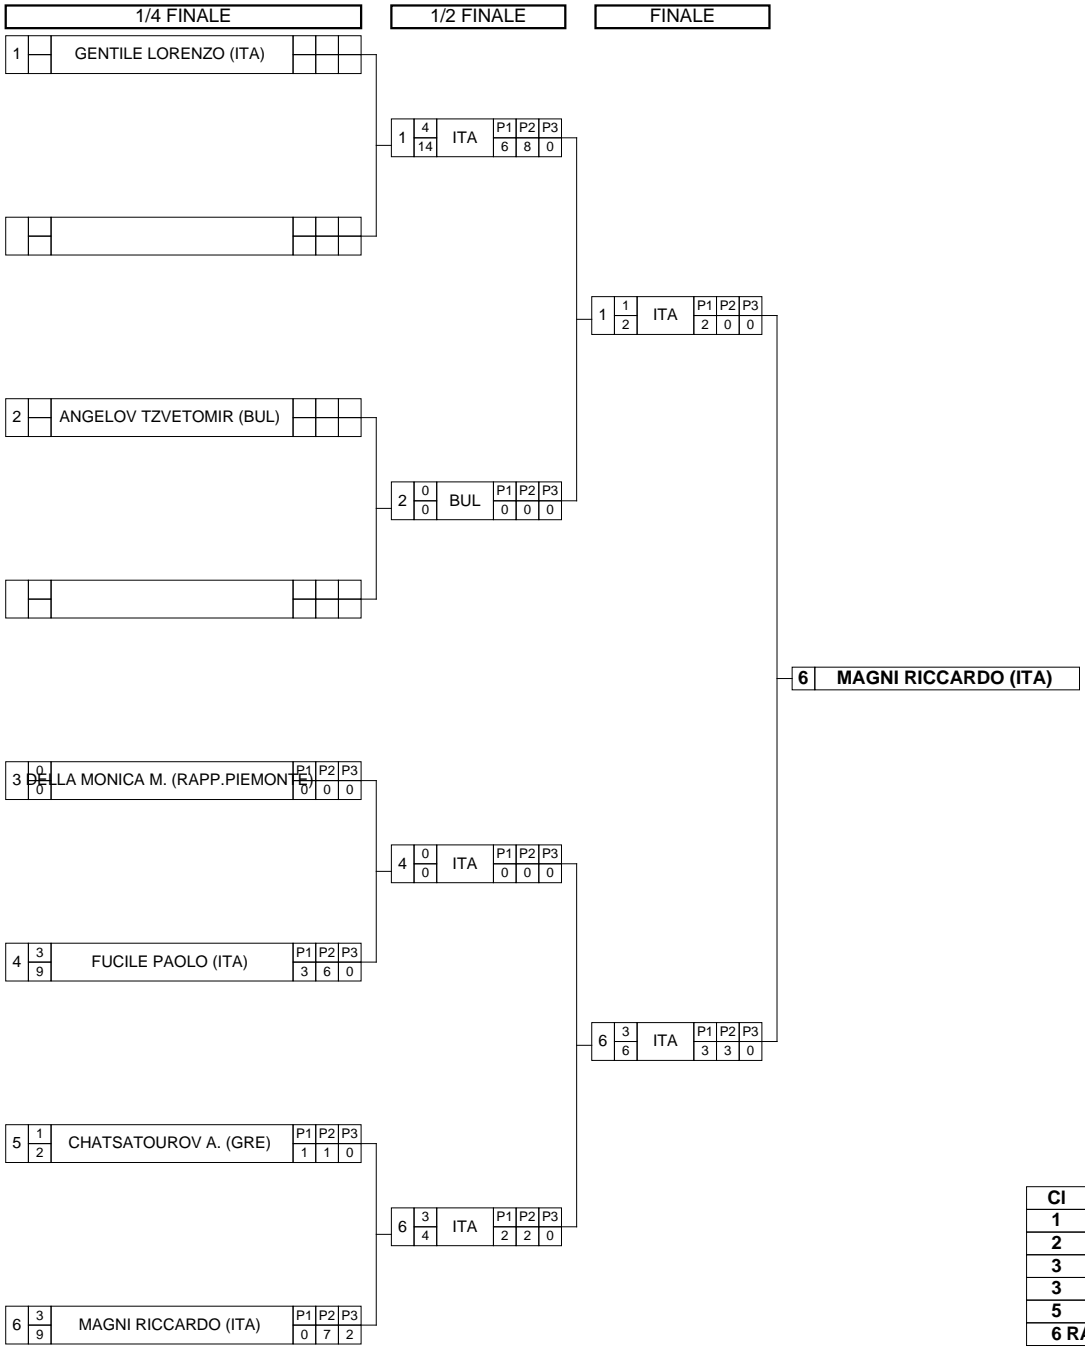 1/4 FINALE 1/2 FINALE FINALE
1 GENTILE LORENZO (ITA)
4 P1 P2 P3
1 ITA
14 6 8 0
1 P1 P2 P3
1 ITA
2 2 0 0
2 ANGELOV TZVETOMIR (BUL)
0 P1 P2 P3
2 BUL
0 0 0 0
6 MAGNI RICCARDO (ITA)
0 P1 P2 P3
3 DELLA MONICA M. (RAPP.PIEMONTE)
0 0 0 0
0 P1 P2 P3
4 ITA
0 0 0 0
3 P1 P2 P3
4 FUCILE PAOLO (ITA)
9 3 6 0
3 P1 P2 P3
6 ITA
6 3 3 0
1 P1 P2 P3
5 CHATSATOUROV A. (GRE)
2 1 1 0
3 P1 P2 P3
6 ITA
4 2 2 0
3 P1 P2 P3
6 MAGNI RICCARDO (ITA)
9 0 7 2
Cl
1
2
3
3
5
6 RA